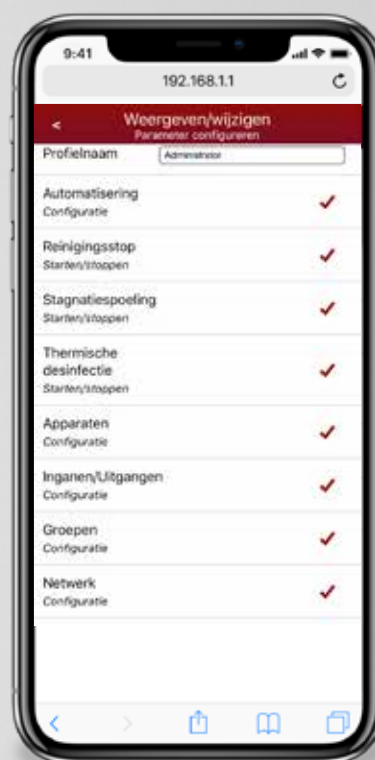 9:41
192.168.1.1
< Weergeven/wijzigen
Parameter configureren
Profielnaam Administrator
Automatisering
Configuratie
Reinigingsstop
Starten/stoppen
Stagnatiespoeling
Starten/stoppen
Thermische
desinfectie
Starten/stoppen
Apparaten
Configuratie
Inganen/Uitgangen
Configuratie
Groepen
Configuratie
Netwerk
Configuratie